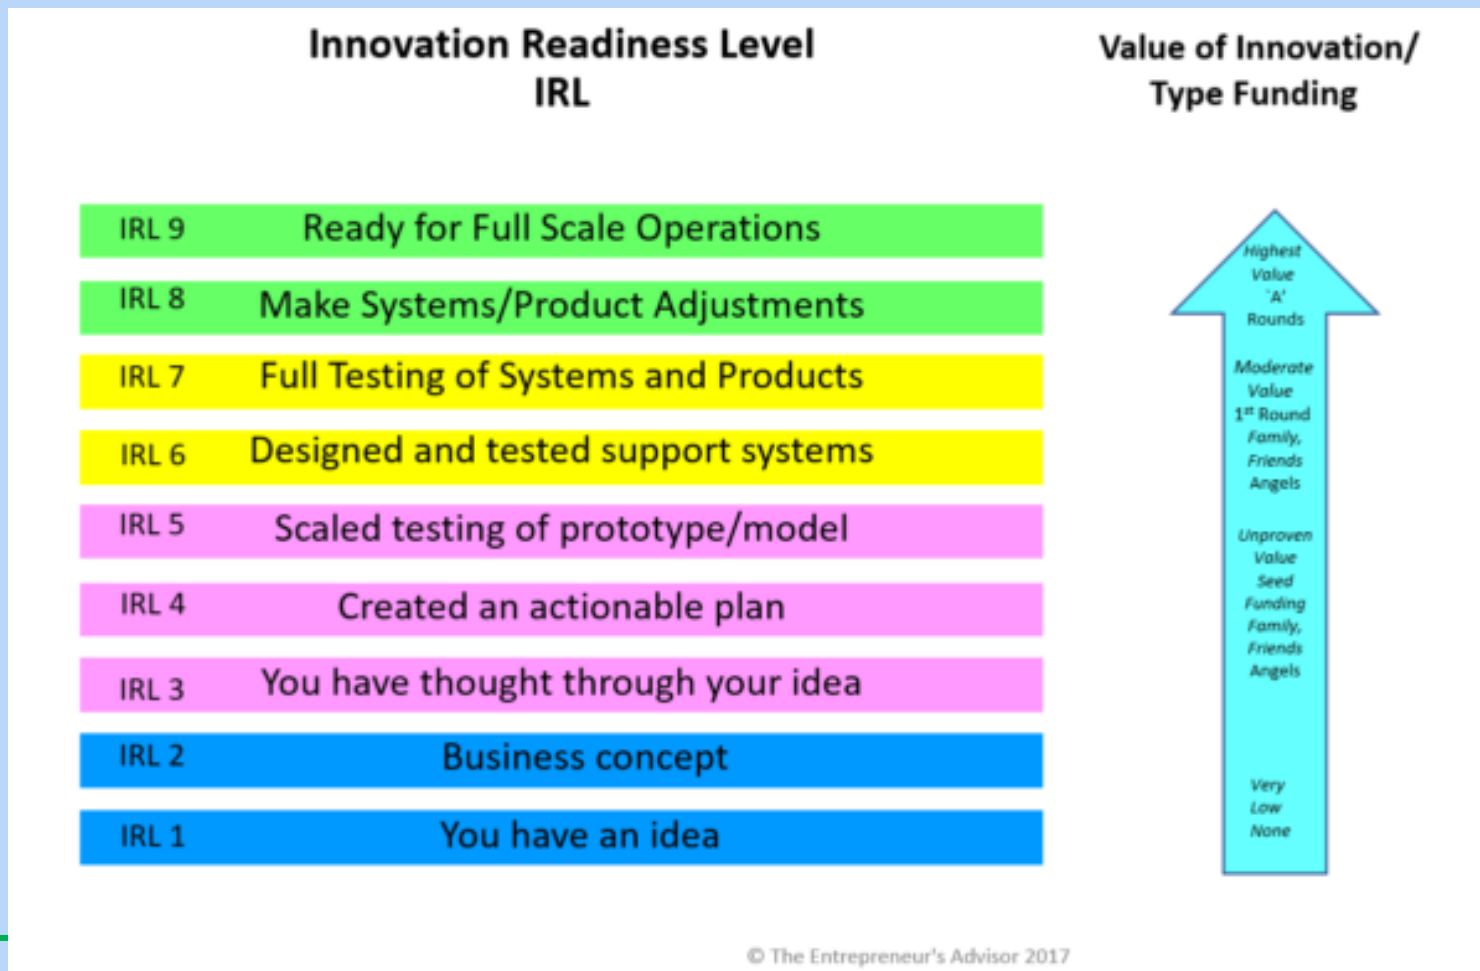 Innovation Readiness Level
IRL
Value of Innovation/
Type Funding
IRL 9 Ready for Full Scale Operations
IRL 8 Make Systems/Product Adjustments
IRL 7 Full Testing of Systems and Products
IRL 6 Designed and tested support systems
IRL 5 Scaled testing of prototype/model
IRL 4 Created an actionable plan
IRL 3 You have thought through your idea
IRL 2 Business concept
IRL 1 You have an idea
Highest
Value
`A’
Rounds
Moderate
Value
1st Round
Family,
Friends
Angels
Unproven
Value
Seed
Funding
Family,
Friends
Angels
Very
Low
None
© The Entrepreneur's Advisor 2017